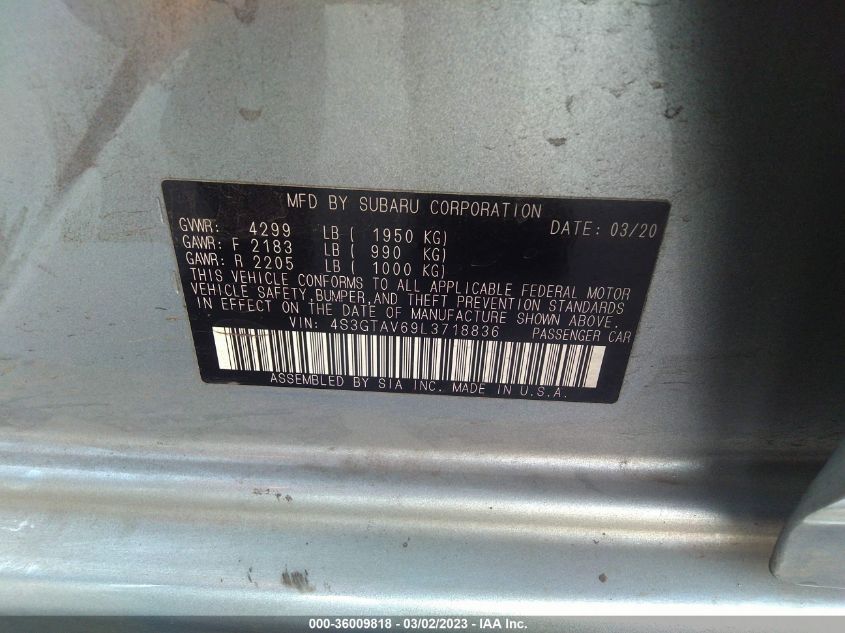 MFD BY SUBARU CORPORATION
GVWR: 4299 LB ( 1950 KG) DATE: 03/20
GAWR: F 2183 LB ( 990 KG)
GAWR: R 2205 LB ( 1000 KG)
THIS VEHICLE CONFORMS TO ALL APPLICABLE FEDERAL MOTOR
VEHICLE SAFETY, BUMPER, AND THEFT PREVENTION STANDARDS
IN EFFECT ON THE DATE OF MANUFACTURE SHOWN ABOVE.
VIN: 4S3GTAV69L3718836 PASSENGER CAR
ASSEMBLED BY SIA INC. MADE IN U.S.A.
000-36009818 - 03/02/2023 - IAA Inc.